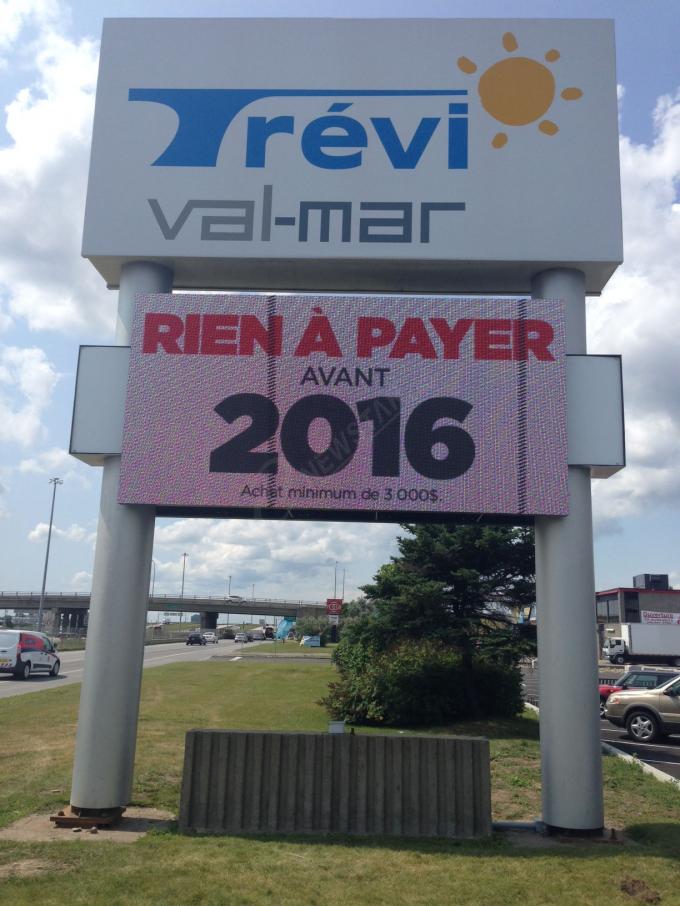 Trévi
val-mar
RIEN À PAYER
AVANT
2016
Achat minimum de 3 000$.